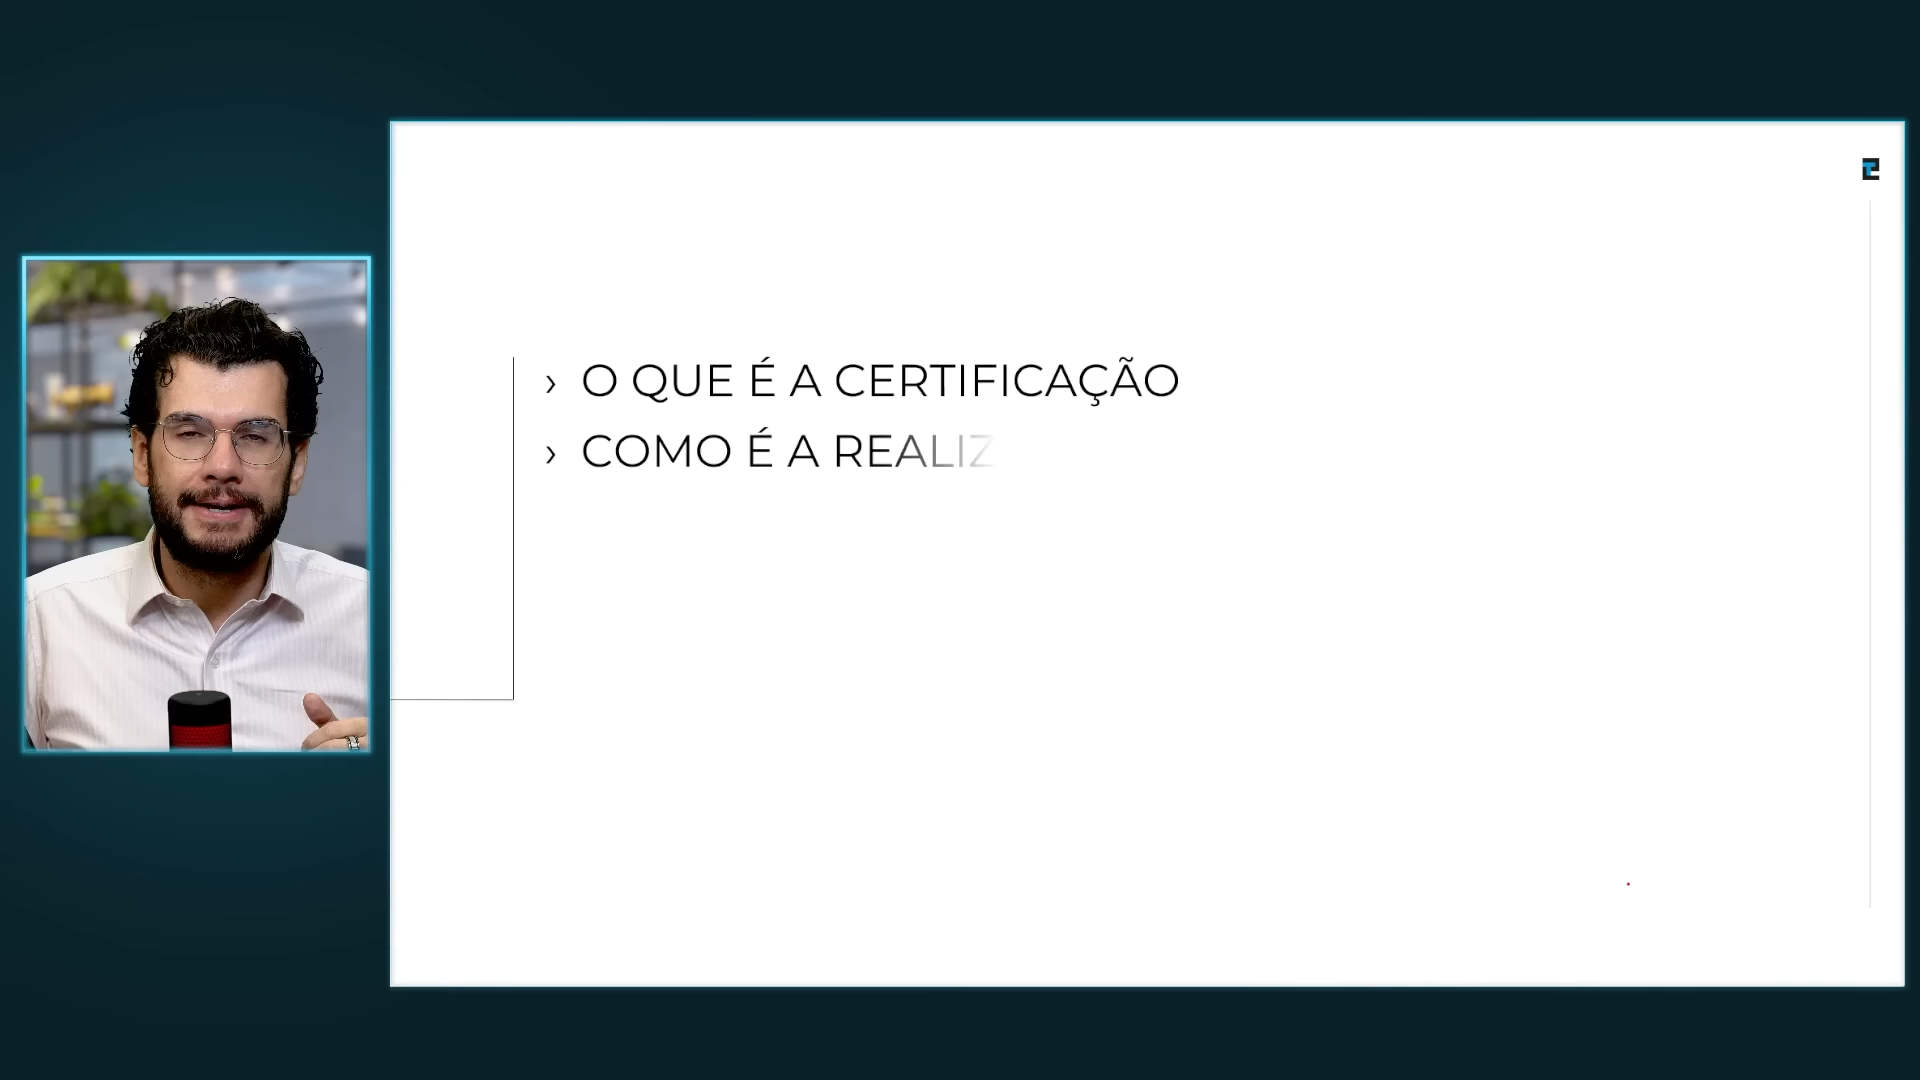 › O QUE É A CERTIFICAÇÃO
› COMO É A REALIZ